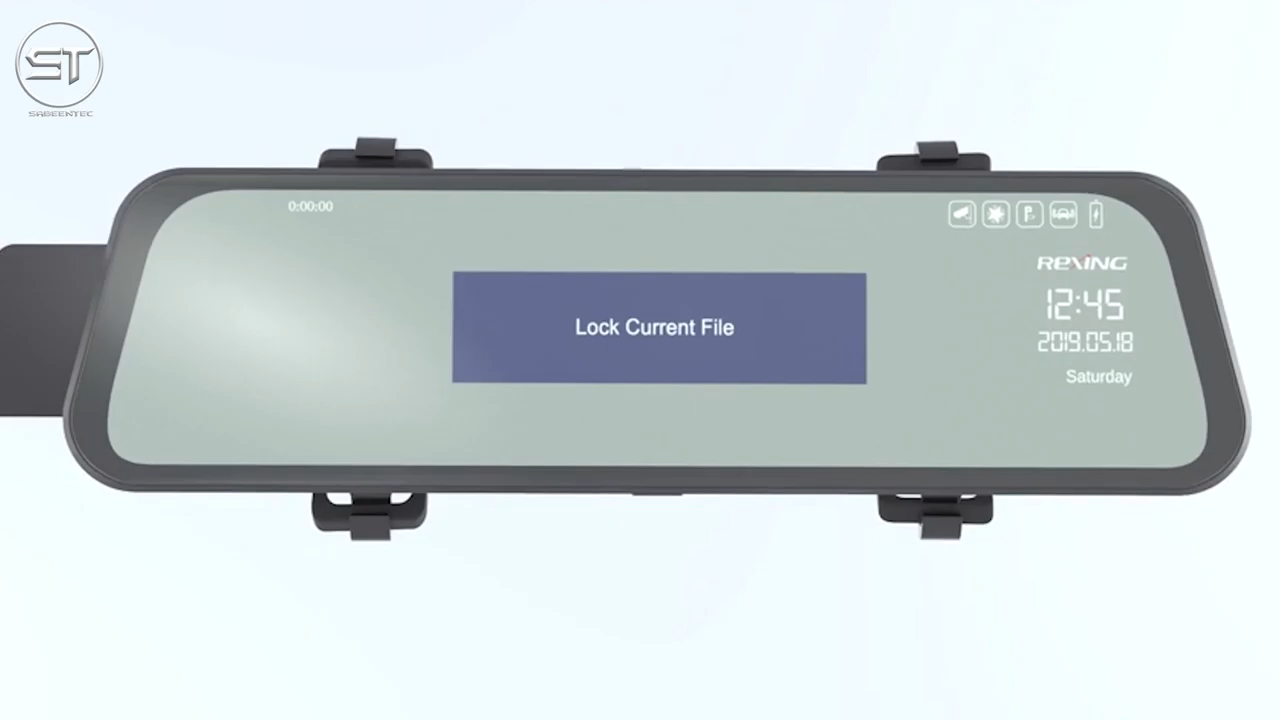 ST
SABEENTEC
0:00:00
P
REXING
12:45
Lock Current File
2019.05.18
Saturday